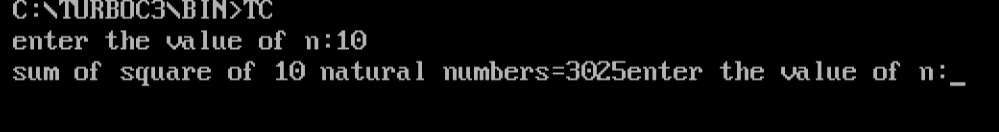 C:\TURBOC3\BIN>TC
enter the value of n:10
sum of square of 10 natural numbers=3025enter the value of n:_